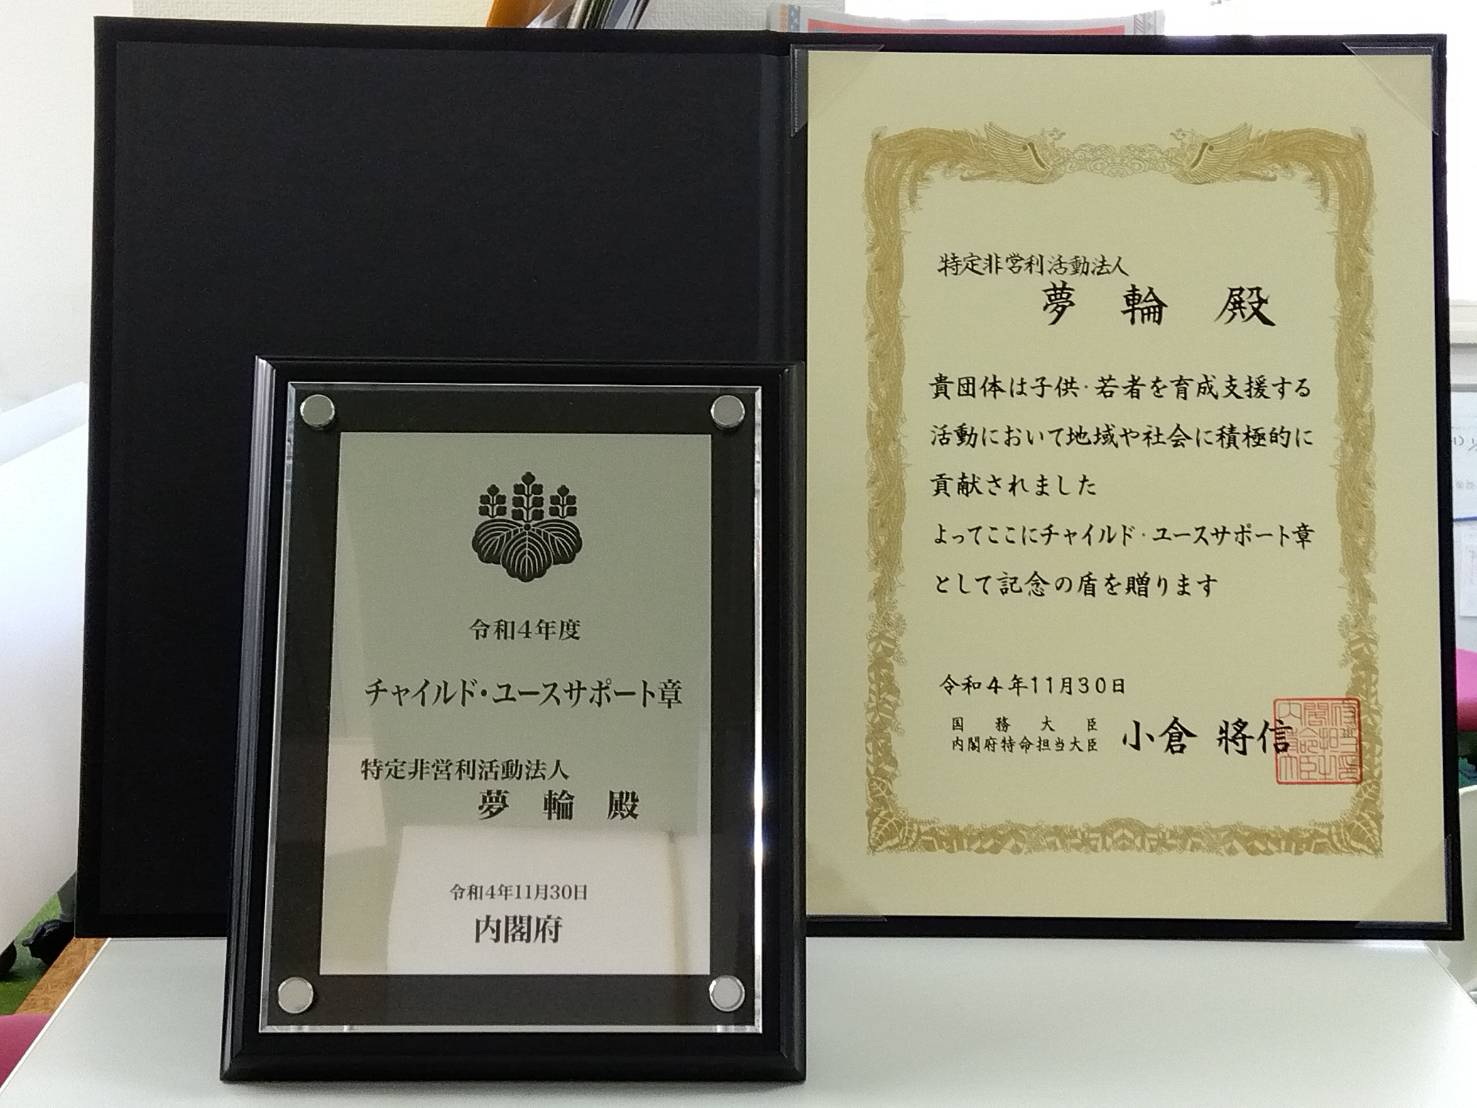 特定非営利活動法人
夢 輪 殿
貴団体は子供・若者を育成支援する
活動において地域や社会に積極的に
貢献されました
よってここにチャイルド・ユースサポート章
として記念の盾を贈ります
令和4年11月30日
国務大臣
内閣府特命担当大臣
小倉 將信
令和4年度
チャイルド・ユースサポート章
特定非営利活動法人
夢 輪 殿
令和4年11月30日
内閣府